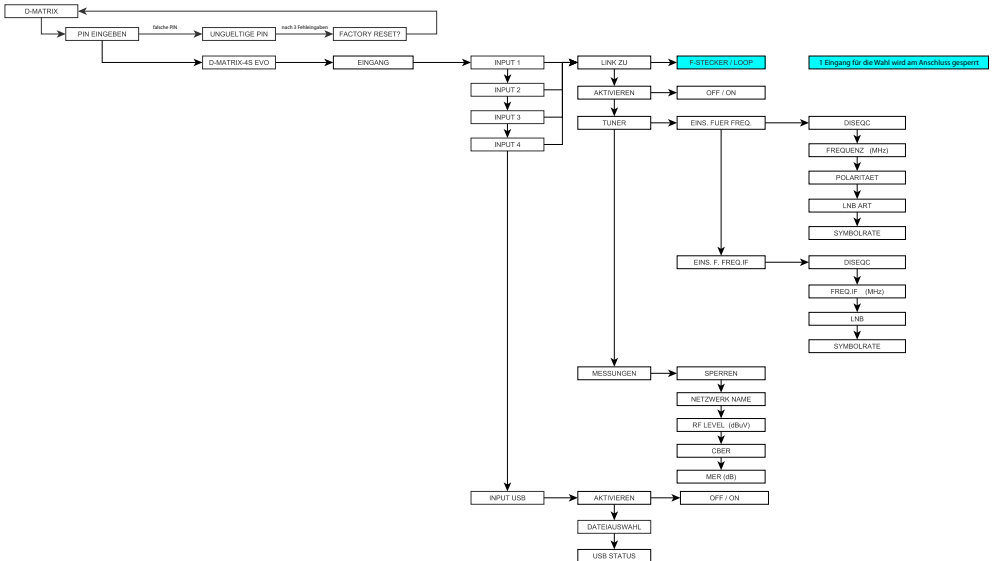 D-MATRIX
PIN EINGEBEN
falsche PIN
UNGUELTIGE PIN
nach 3 Fehleingaben
FACTORY RESET?
D-MATRIX-4S EVO
EINGANG
INPUT 1
LINK ZU
F-STECKER / LOOP
1 Eingang für die Wahl wird am Anschluss gesperrt
INPUT 2
AKTIVIEREN
OFF / ON
INPUT 3
TUNER
EINS. FUER FREQ.
DISEQC
INPUT 4
FREQUENZ (MHz)
POLARITAET
LNB ART
SYMBOLRATE
EINS. F. FREQ.IF
DISEQC
FREQ.IF (MHz)
LNB
SYMBOLRATE
MESSUNGEN
SPERREN
NETZWERK NAME
RF LEVEL (dBuV)
CBER
MER (dB)
INPUT USB
AKTIVIEREN
OFF / ON
DATEIAUSWAHL
USB STATUS